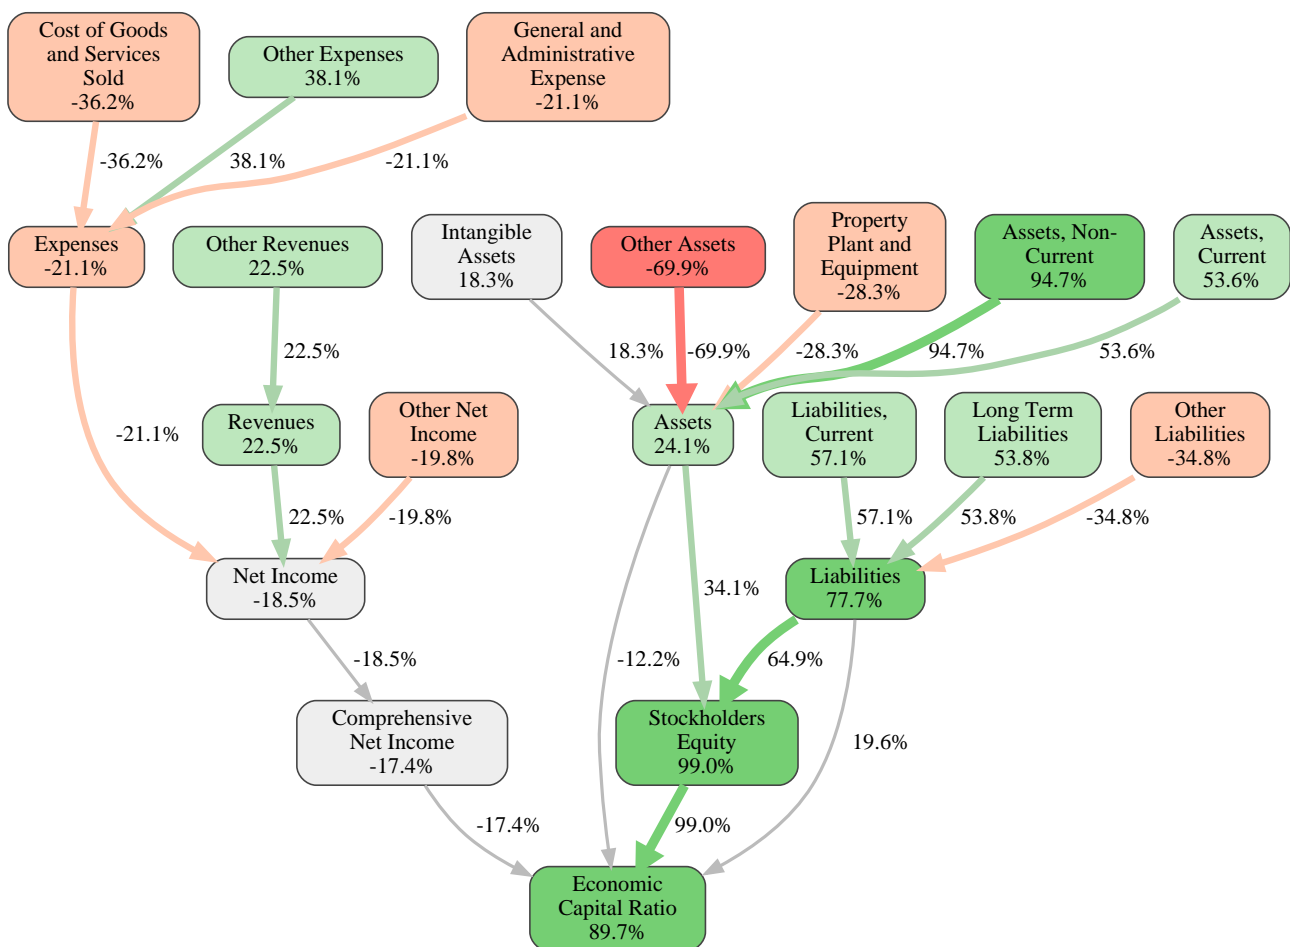 Cost of Goods
and Services
Sold
-36.2%
Other Expenses
38.1%
General and
Administrative
Expense
-21.1%
-36.2%
38.1%
-21.1%
Expenses
-21.1%
Other Revenues
22.5%
Intangible
Assets
18.3%
Other Assets
-69.9%
Property
Plant and
Equipment
-28.3%
Assets, Non-
Current
94.7%
Assets,
Current
53.6%
22.5%
18.3%
-69.9%
-28.3%
94.7%
53.6%
-21.1%
Revenues
22.5%
Other Net
Income
-19.8%
Assets
24.1%
Liabilities,
Current
57.1%
Long Term
Liabilities
53.8%
Other
Liabilities
-34.8%
22.5%
-19.8%
57.1%
53.8%
-34.8%
Net Income
-18.5%
34.1%
Liabilities
77.7%
-18.5%
-12.2%
64.9%
Comprehensive
Net Income
-17.4%
Stockholders
Equity
99.0%
19.6%
-17.4%
99.0%
Economic
Capital Ratio
89.7%